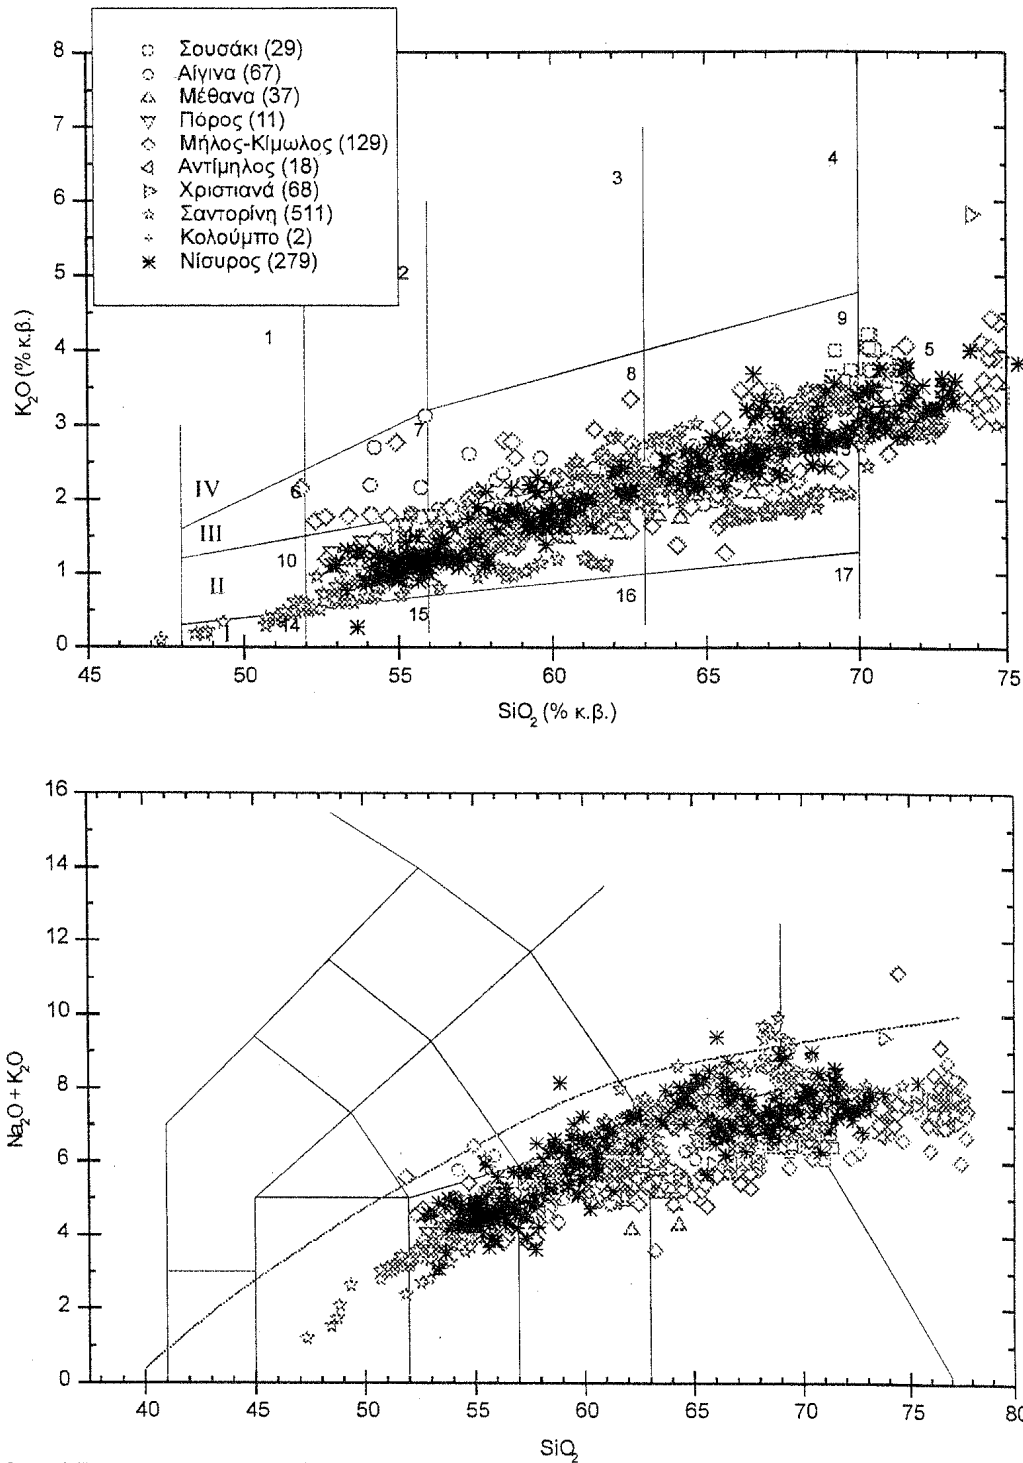 8
7
6
5
4
3
2
1
0
K₂O (% κ.β.)
Σουσάκι (29)
Αίγινα (67)
Μέθανα (37)
Πόρος (11)
Μήλος-Κίμωλος (129)
Αντίμηλος (18)
Χριστιανά (68)
Σαντορίνη (511)
Κολούμπο (2)
Νίσυρος (279)
1
2
3
4
5
6
7
8
9
10
14
15
16
17
IV
III
II
I
45 50 55 60 65 70 75
SiO₂ (% κ.β.)
16
14
12
10
8
6
4
2
0
Na₂O + K₂O
40 45 50 55 60 65 70 75 80
SiO₂